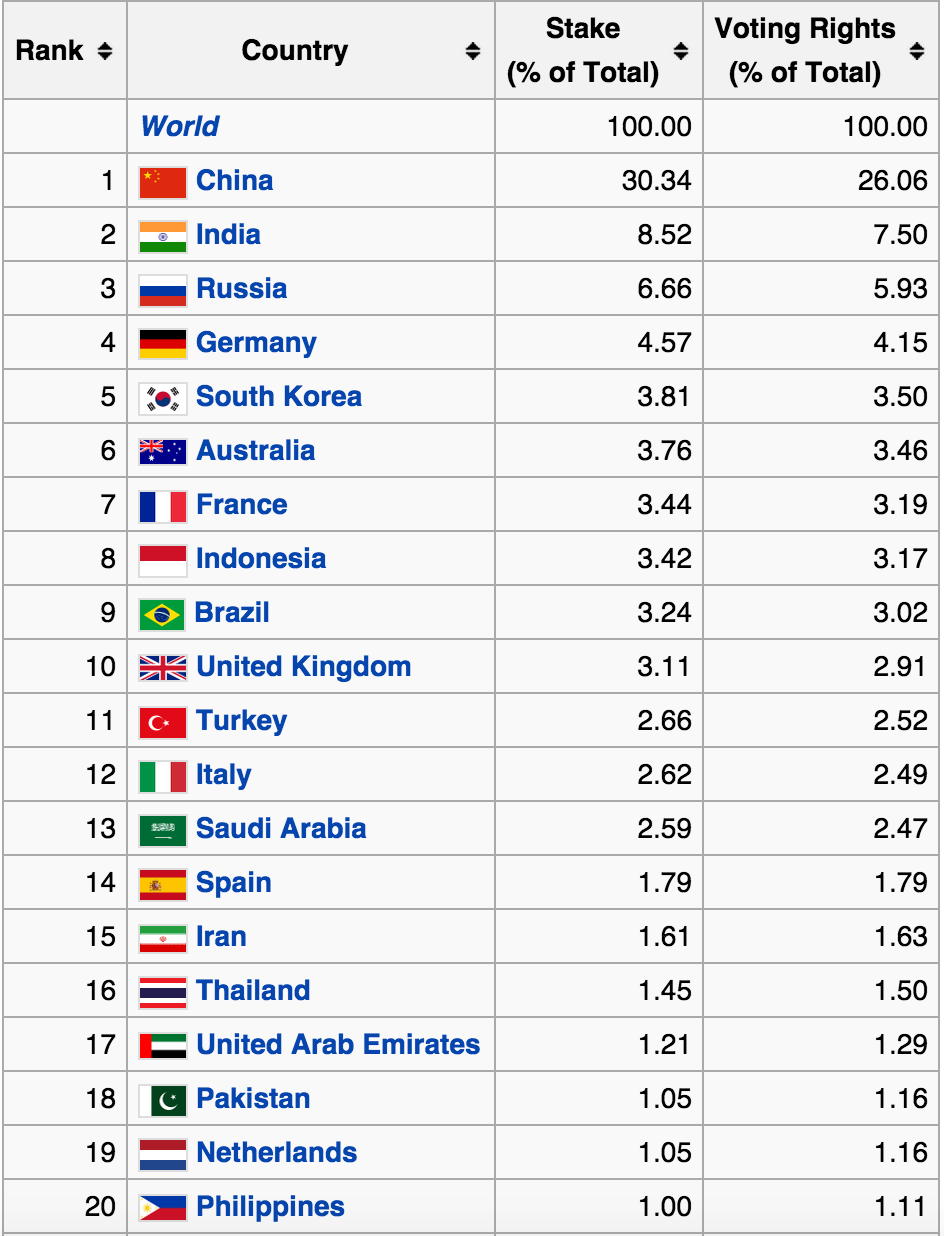 Rank Country Stake (% of Total) Voting Rights (% of Total)
World 100.00 100.00
1 China 30.34 26.06
2 India 8.52 7.50
3 Russia 6.66 5.93
4 Germany 4.57 4.15
5 South Korea 3.81 3.50
6 Australia 3.76 3.46
7 France 3.44 3.19
8 Indonesia 3.42 3.17
9 Brazil 3.24 3.02
10 United Kingdom 3.11 2.91
11 Turkey 2.66 2.52
12 Italy 2.62 2.49
13 Saudi Arabia 2.59 2.47
14 Spain 1.79 1.79
15 Iran 1.61 1.63
16 Thailand 1.45 1.50
17 United Arab Emirates 1.21 1.29
18 Pakistan 1.05 1.16
19 Netherlands 1.05 1.16
20 Philippines 1.00 1.11